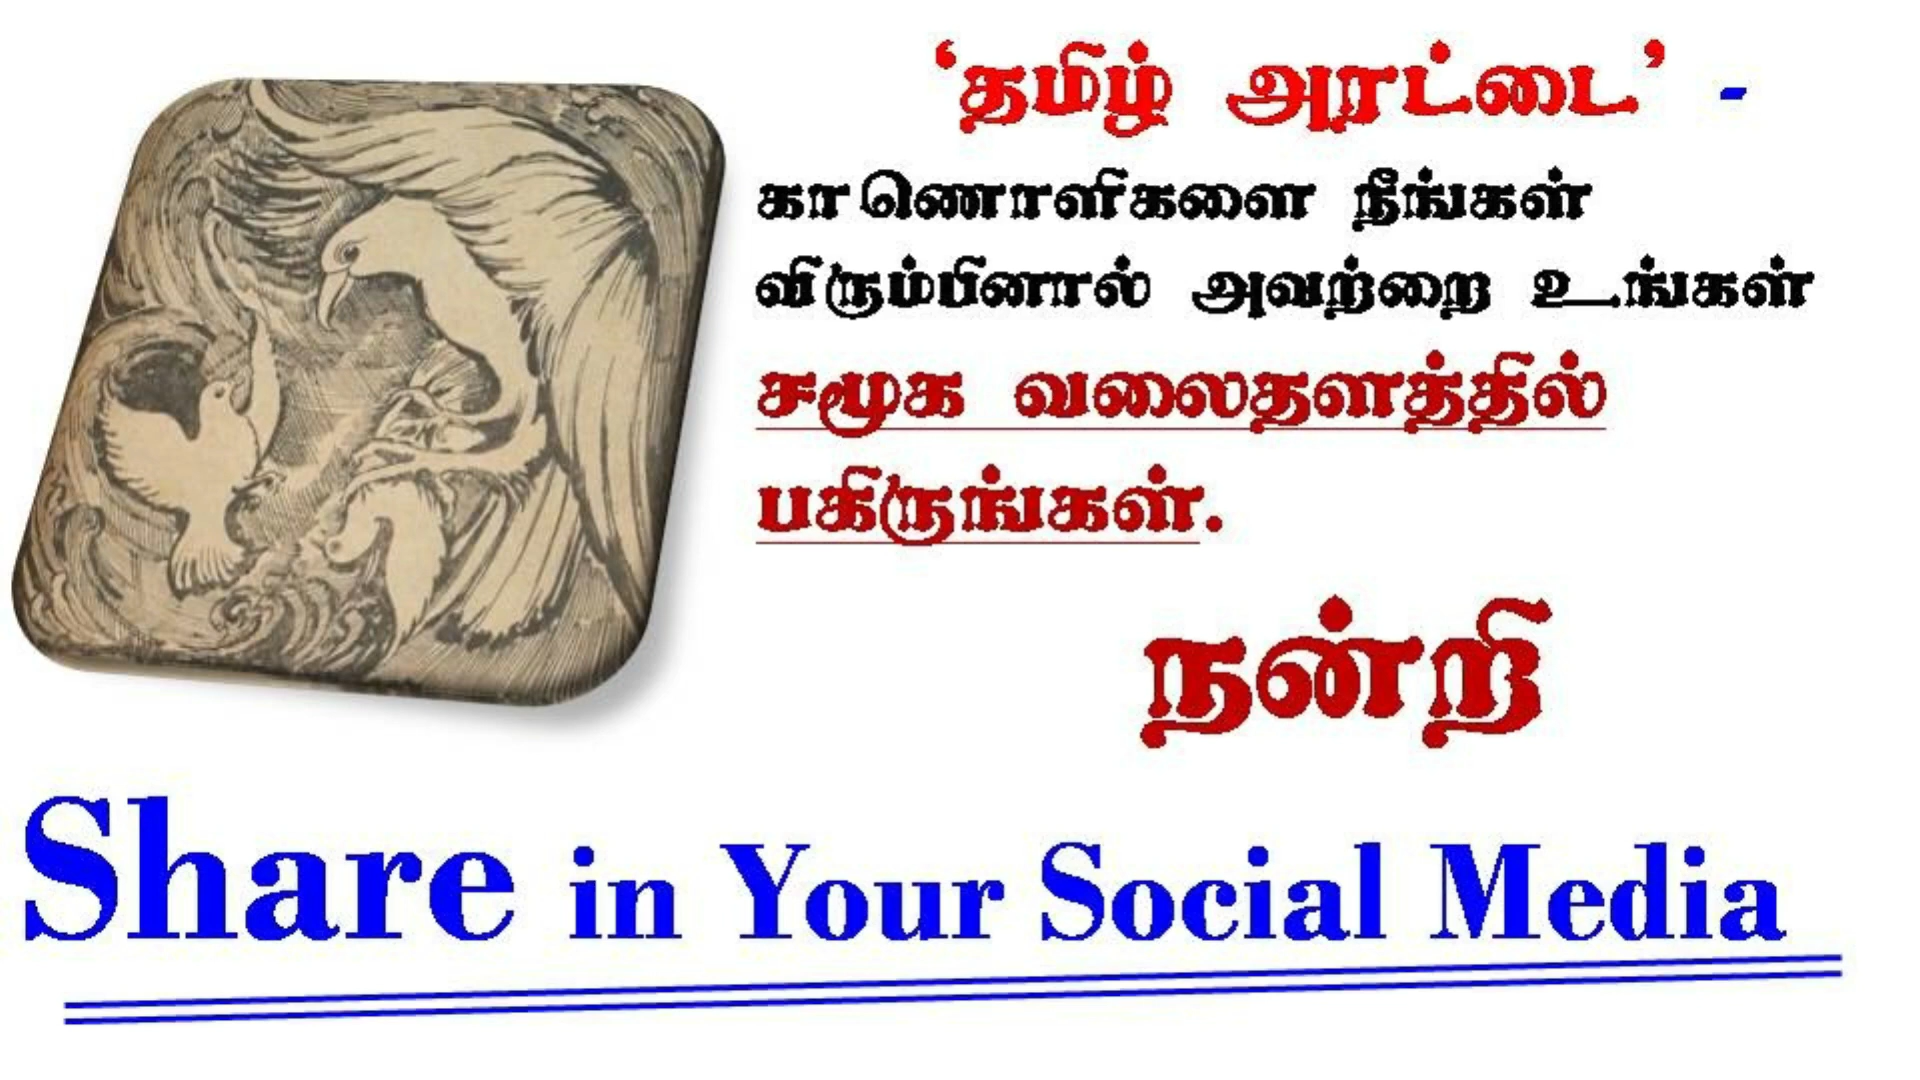 ‘தமிழ் அரட்டை’ -
காணொளிகளை நீங்கள்
விரும்பினால் அவற்றை உங்கள்
சமூக வலைதளத்தில்
பகிருங்கள்.
நன்றி
Share in Your Social Media